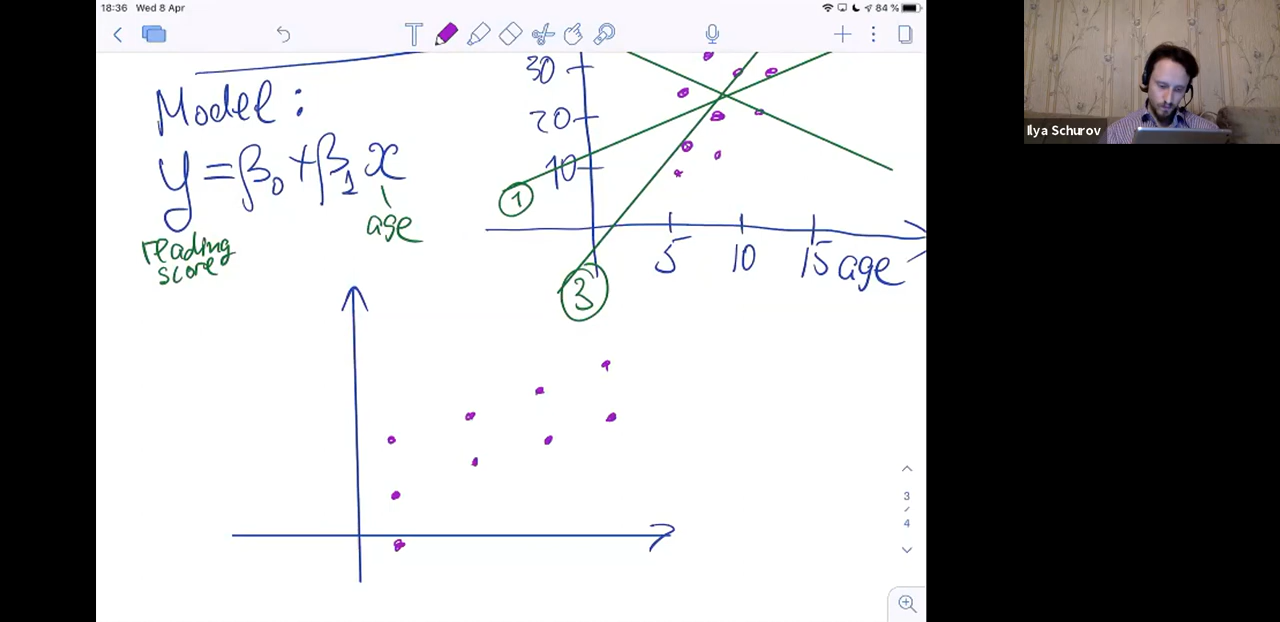 18:36 Wed 8 Apr
84 %
T
Model:
y = β₀ + β₁ x
reading
score
age
30
20
10
1
3
5 10 15 age
3
/
4
Ilya Schurov